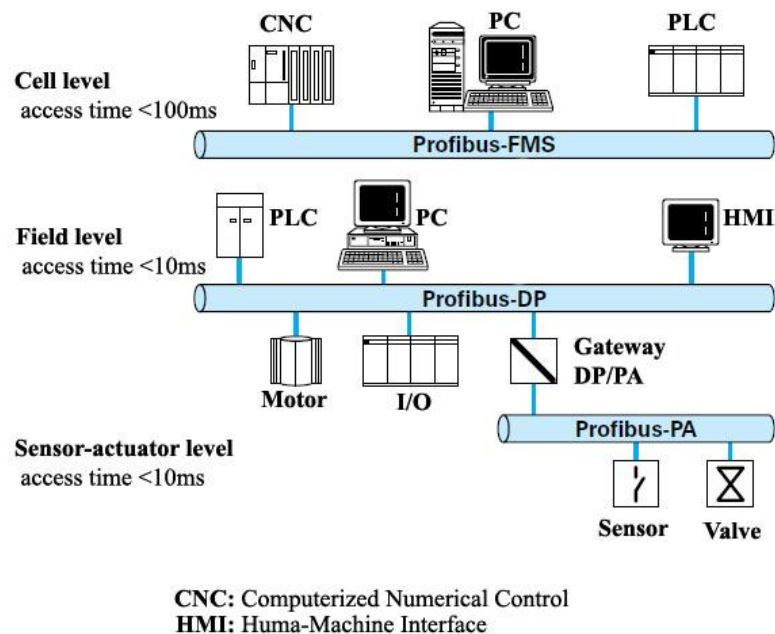 CNC
PC
PLC
Cell level
access time <100ms
Profibus-FMS
PLC
PC
HMI
Field level
access time <10ms
Profibus-DP
Motor
I/O
Gateway
DP/PA
Sensor-actuator level
access time <10ms
Profibus-PA
Sensor
Valve
CNC: Computerized Numerical Control
HMI: Huma-Machine Interface